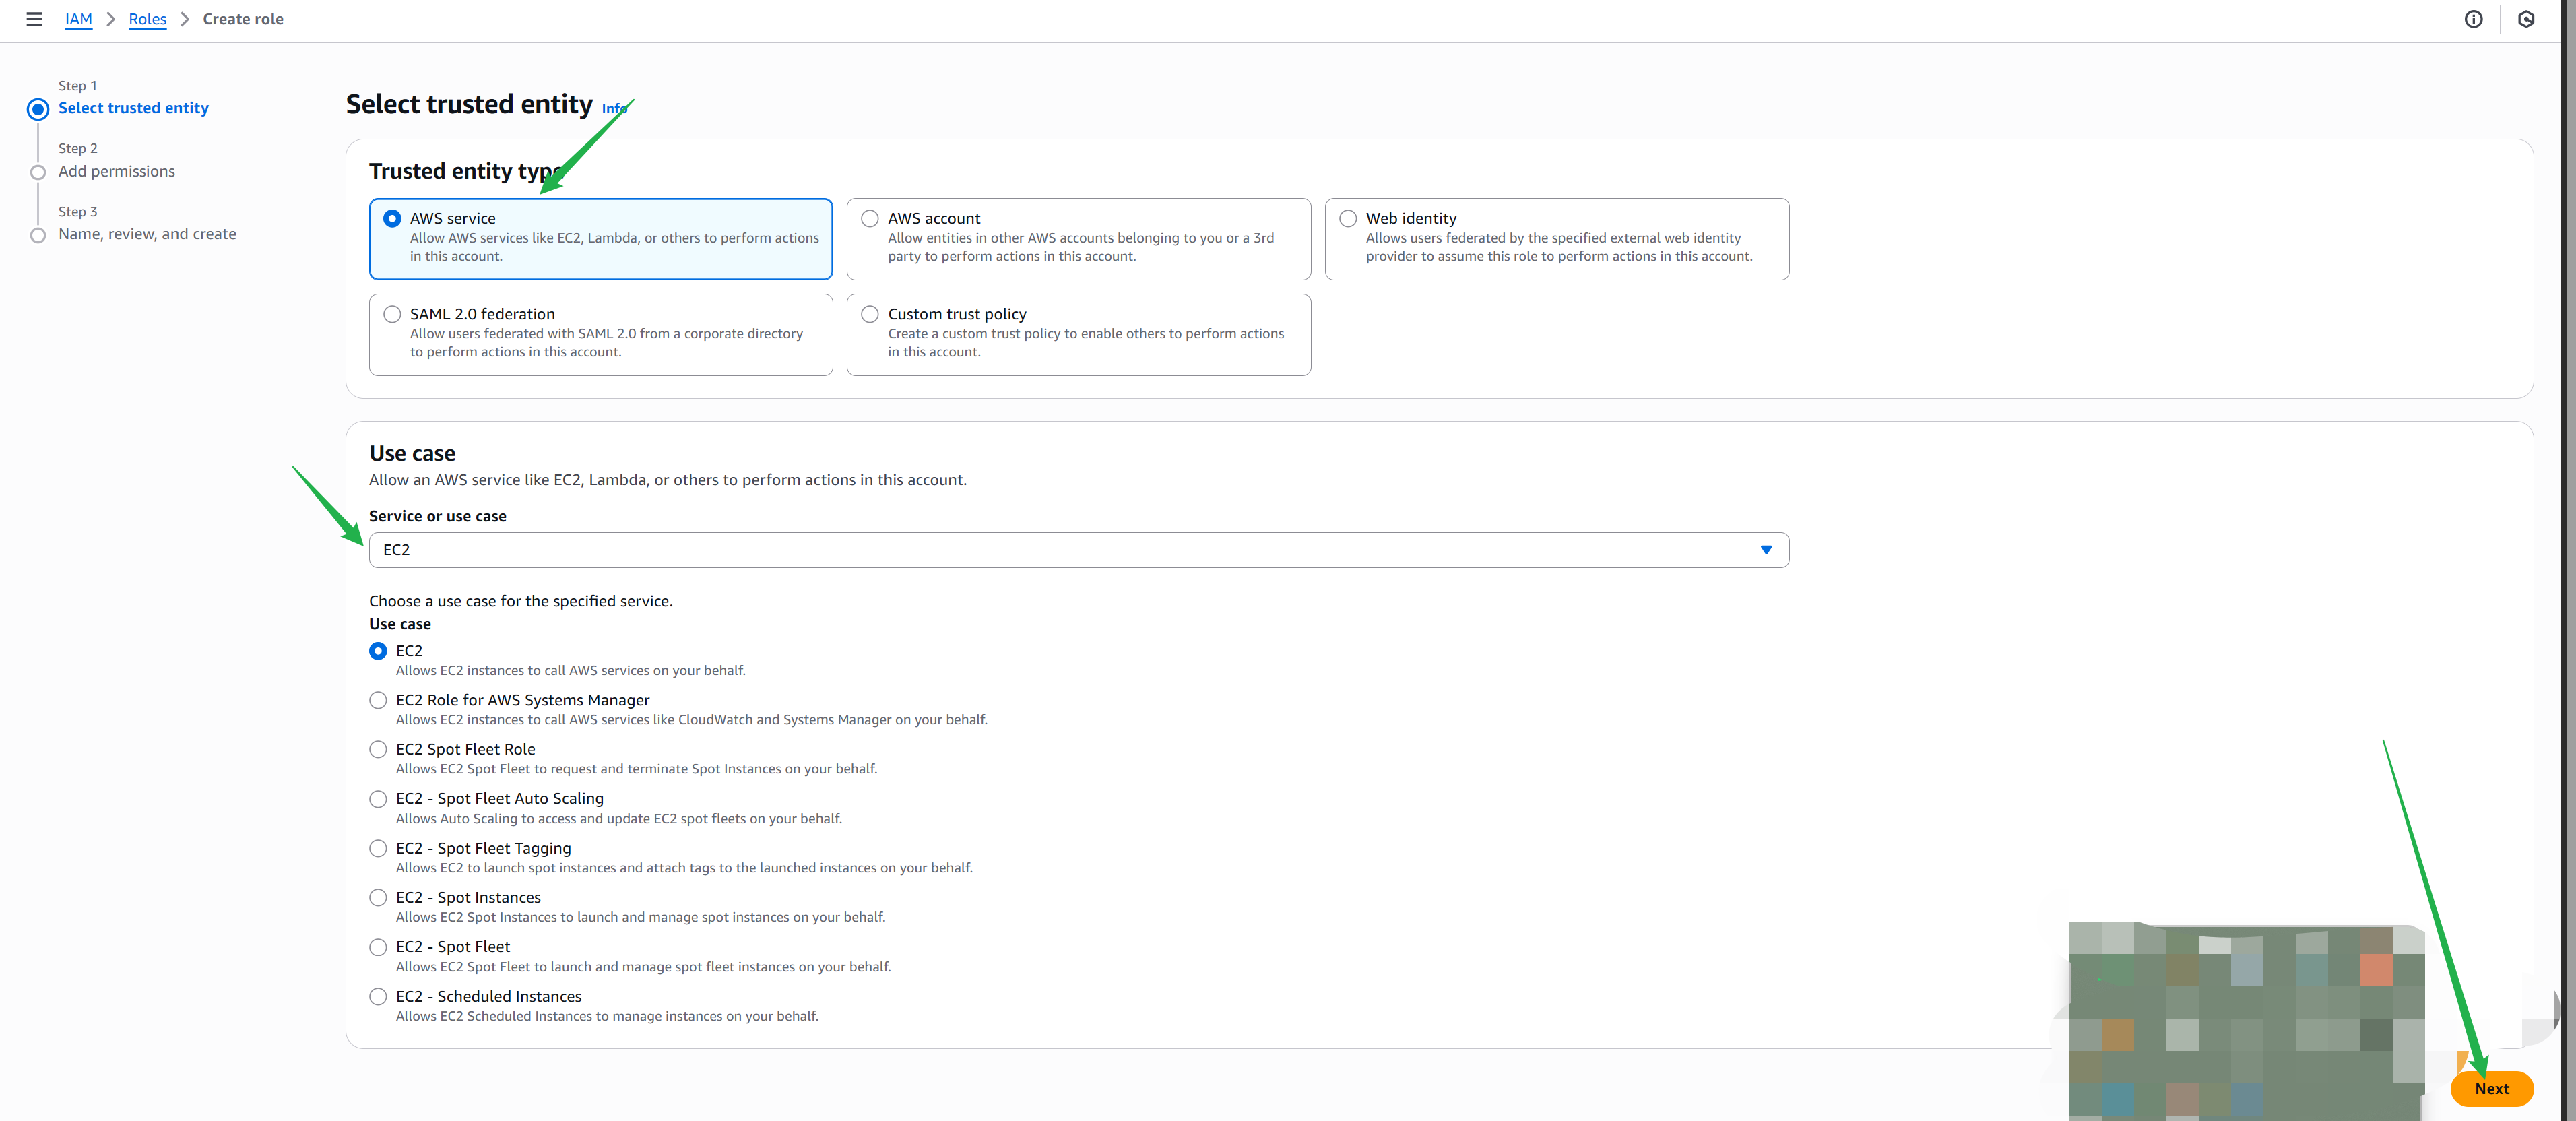 IAM > Roles > Create role
Step 1
Select trusted entity
Step 2
Add permissions
Step 3
Name, review, and create
Select trusted entity Info
Trusted entity type
AWS service
Allow AWS services like EC2, Lambda, or others to perform actions
in this account.
AWS account
Allow entities in other AWS accounts belonging to you or a 3rd
party to perform actions in this account.
Web identity
Allows users federated by the specified external web identity
provider to assume this role to perform actions in this account.
SAML 2.0 federation
Allow users federated with SAML 2.0 from a corporate directory
to perform actions in this account.
Custom trust policy
Create a custom trust policy to enable others to perform actions
in this account.
Use case
Allow an AWS service like EC2, Lambda, or others to perform actions in this account.
Service or use case
EC2
Choose a use case for the specified service.
Use case
EC2
Allows EC2 instances to call AWS services on your behalf.
EC2 Role for AWS Systems Manager
Allows EC2 instances to call AWS services like CloudWatch and Systems Manager on your behalf.
EC2 Spot Fleet Role
Allows EC2 Spot Fleet to request and terminate Spot Instances on your behalf.
EC2 - Spot Fleet Auto Scaling
Allows Auto Scaling to access and update EC2 spot fleets on your behalf.
EC2 - Spot Fleet Tagging
Allows EC2 to launch spot instances and attach tags to the launched instances on your behalf.
EC2 - Spot Instances
Allows EC2 Spot Instances to launch and manage spot instances on your behalf.
EC2 - Spot Fleet
Allows EC2 Spot Fleet to launch and manage spot fleet instances on your behalf.
EC2 - Scheduled Instances
Allows EC2 Scheduled Instances to manage instances on your behalf.
Next